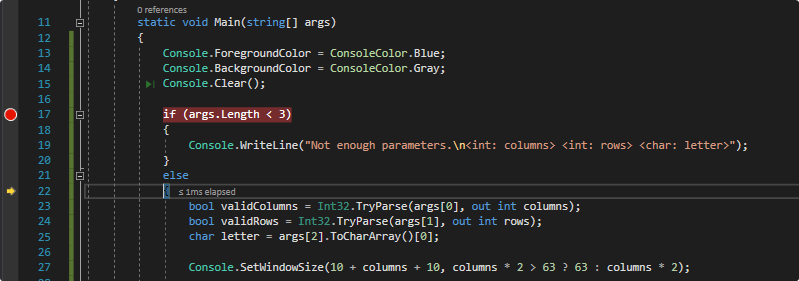 0 references
11 static void Main(string[] args)
12 {
13 Console.ForegroundColor = ConsoleColor.Blue;
14 Console.BackgroundColor = ConsoleColor.Gray;
15 Console.Clear();
16
17 if (args.Length < 3)
18 {
19 Console.WriteLine("Not enough parameters.\n<int: columns> <int: rows> <char: letter>");
20 }
21 else
22 { ≤ 1ms elapsed
23 bool validColumns = Int32.TryParse(args[0], out int columns);
24 bool validRows = Int32.TryParse(args[1], out int rows);
25 char letter = args[2].ToCharArray()[0];
26
27 Console.SetWindowSize(10 + columns + 10, columns * 2 > 63 ? 63 : columns * 2);